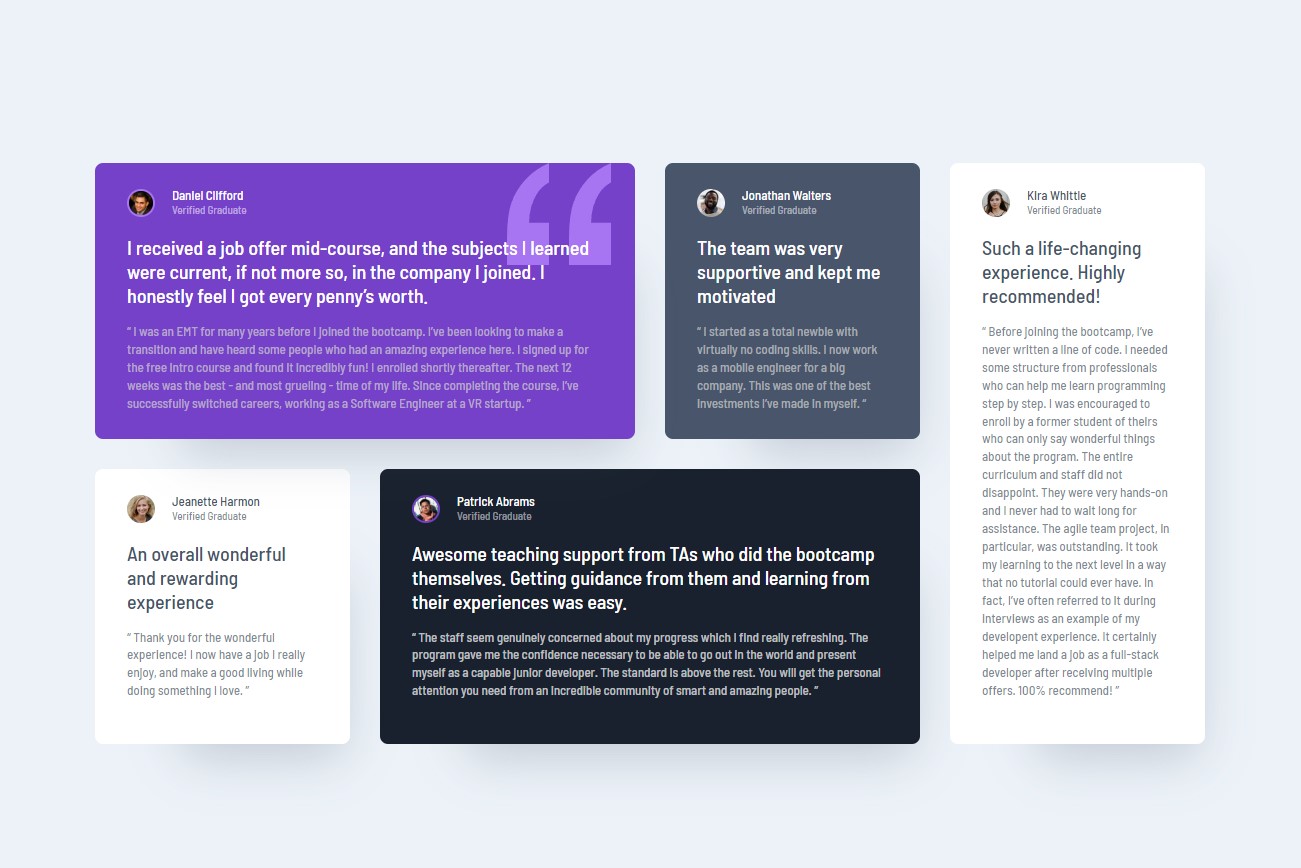 Daniel Clifford
Verified Graduate
I received a job offer mid-course, and the subjects I learned
were current, if not more so, in the company I joined. I
honestly feel I got every penny’s worth.
“ I was an EMT for many years before I joined the bootcamp. I’ve been looking to make a
transition and have heard some people who had an amazing experience here. I signed up for
the free intro course and found it incredibly fun! I enrolled shortly thereafter. The next 12
weeks was the best - and most grueling - time of my life. Since completing the course, I’ve
successfully switched careers, working as a Software Engineer at a VR startup. ”
Jonathan Walters
Verified Graduate
The team was very
supportive and kept me
motivated
“ I started as a total newbie with
virtually no coding skills. I now work
as a mobile engineer for a big
company. This was one of the best
investments I’ve made in myself. ”
Kira Whittle
Verified Graduate
Such a life-changing
experience. Highly
recommended!
“ Before joining the bootcamp, I’ve
never written a line of code. I needed
some structure from professionals
who can help me learn programming
step by step. I was encouraged to
enroll by a former student of theirs
who can only say wonderful things
about the program. The entire
curriculum and staff did not
disappoint. They were very hands-on
and I never had to wait long for
assistance. The agile team project, in
particular, was outstanding. It took
my learning to the next level in a way
that no tutorial could ever have. In
fact, I’ve often referred to it during
interviews as an example of my
developent experience. It certainly
helped me land a job as a full-stack
developer after receiving multiple
offers. 100% recommend! ”
Jeanette Harmon
Verified Graduate
An overall wonderful
and rewarding
experience
“ Thank you for the wonderful
experience! I now have a job I really
enjoy, and make a good living while
doing something I love. ”
Patrick Abrams
Verified Graduate
Awesome teaching support from TAs who did the bootcamp
themselves. Getting guidance from them and learning from
their experiences was easy.
“ The staff seem genuinely concerned about my progress which I find really refreshing. The
program gave me the confidence necessary to be able to go out in the world and present
myself as a capable junior developer. The standard is above the rest. You will get the personal
attention you need from an incredible community of smart and amazing people. ”